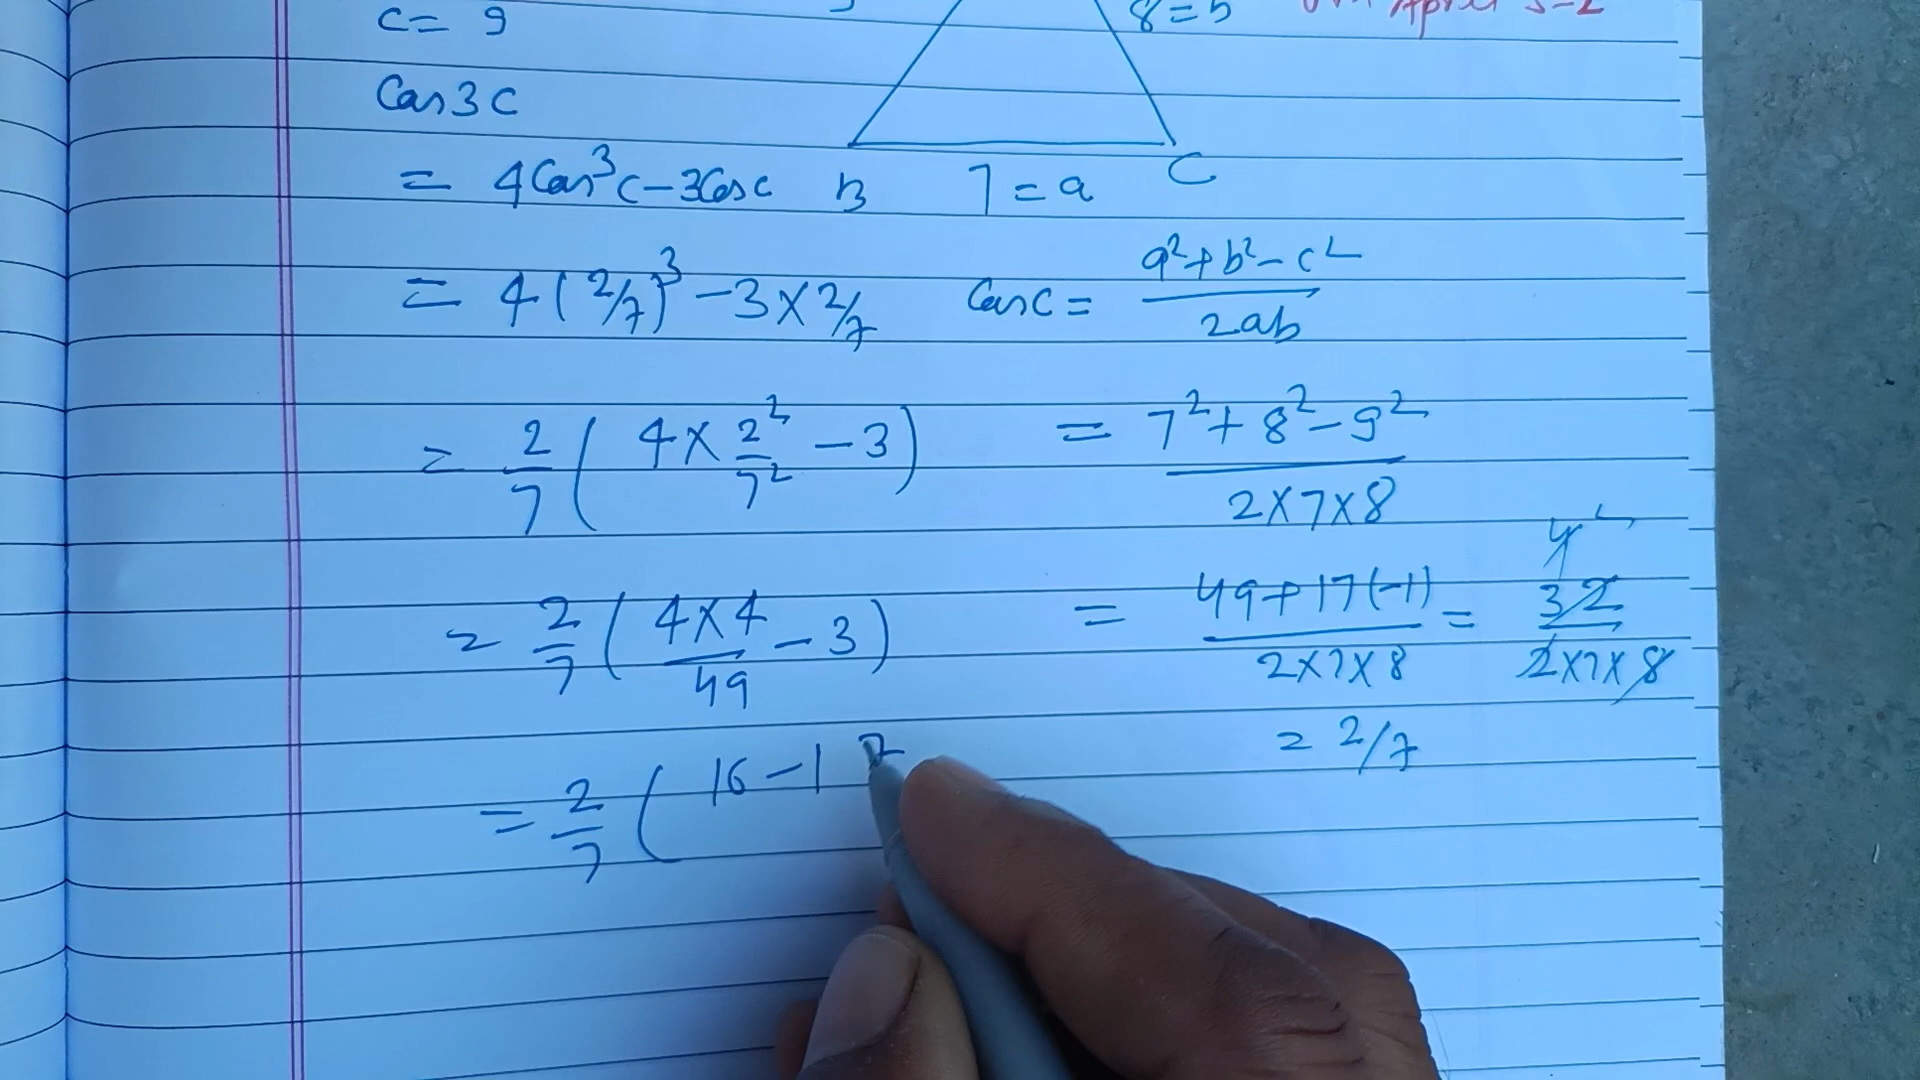 c = 9
8 = b
Cos3C
= 4Cos³C - 3CosC
B
7 = a
C
= 4(2/7)³ - 3 × 2/7
CosC = a² + b² - c² / 2ab
= 2/7 ( 4 × 2²/7² - 3 )
= 7² + 8² - 9² / 2×7×8
= 2/7 ( 4×4/49 - 3 )
= 49 + 17(-1) / 2×7×8 = 32 / 2×7×8
= 2/7
= 2/7 ( 16 - 1